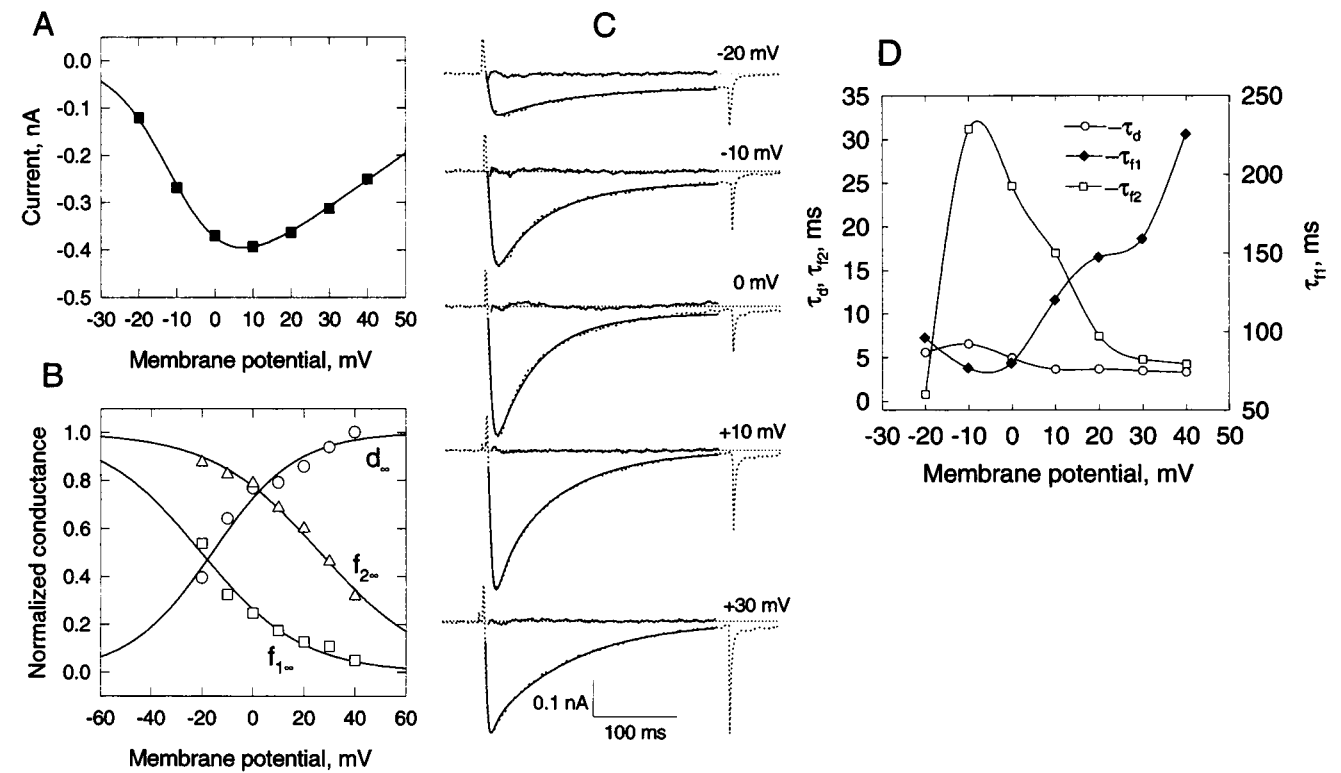 A
0.0
-0.1
-0.2
-0.3
-0.4
-0.5
Current, nA
-30 -20 -10 0 10 20 30 40 50
Membrane potential, mV
B
1.0
0.8
0.6
0.4
0.2
0.0
Normalized conductance
d∞
f2∞
f1∞
-60 -40 -20 0 20 40 60
Membrane potential, mV
C
-20 mV
-10 mV
0 mV
+10 mV
+30 mV
0.1 nA
100 ms
D
35
30
25
20
15
10
5
0
τd, τf2, ms
250
200
150
100
50
τf1, ms
τd
τf1
τf2
-30 -20 -10 0 10 20 30 40 50
Membrane potential, mV